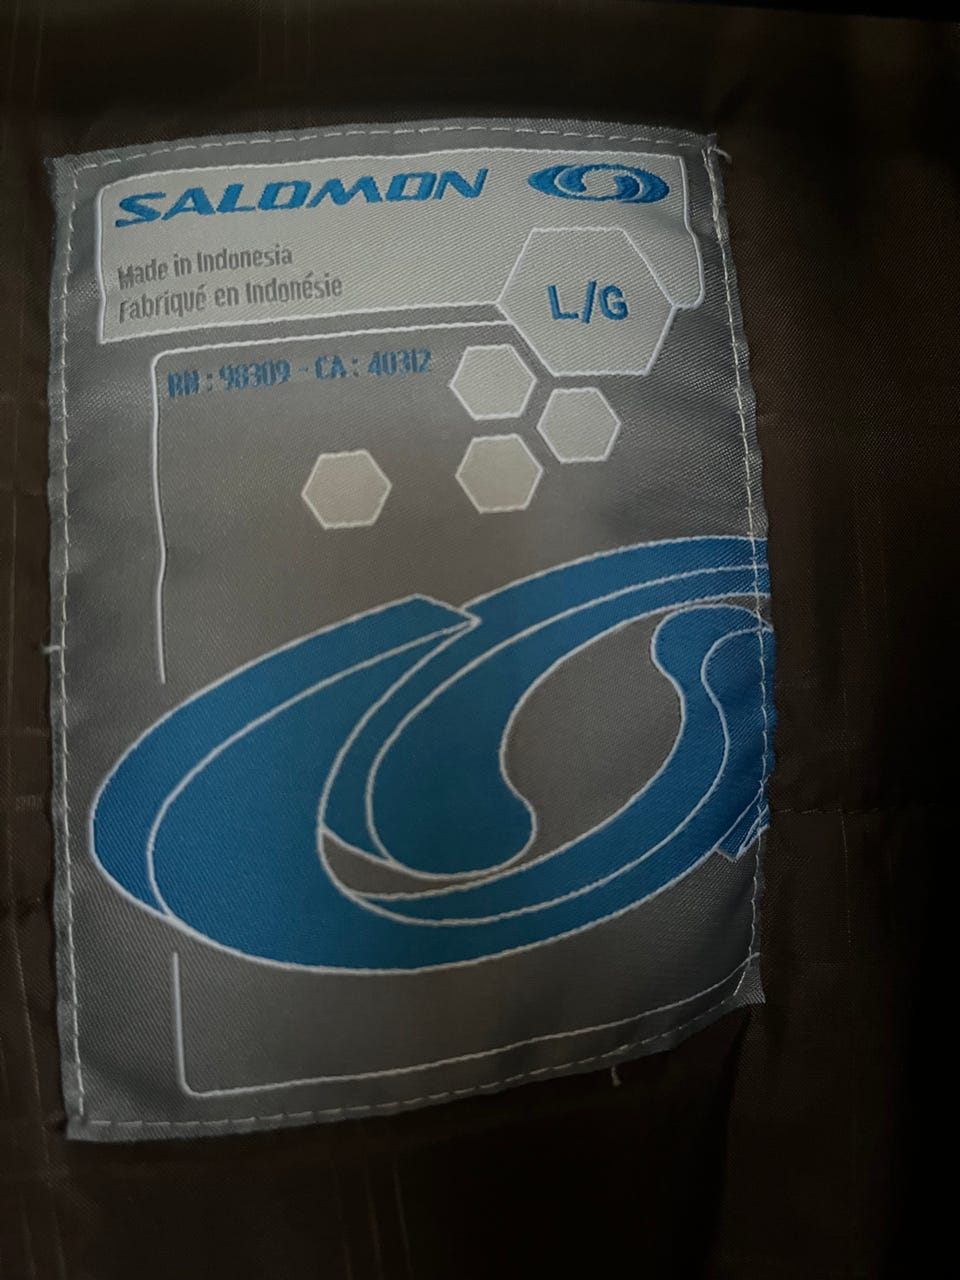 SALOMON
Made in Indonesia
Fabriqué en Indonésie
L/G
RN : 98309 - CA : 40312